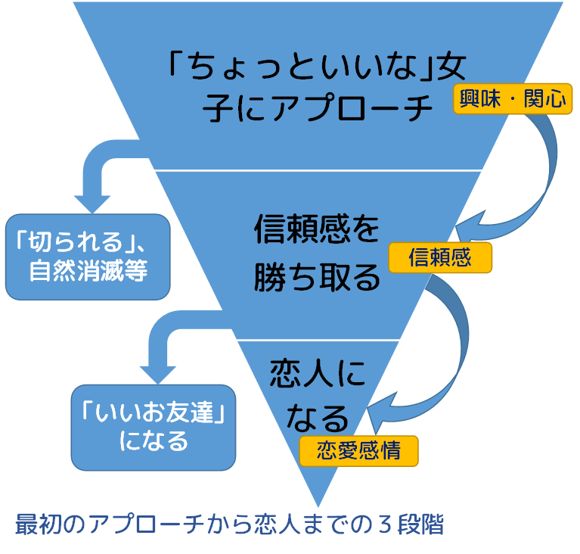 「ちょっといいな」女
子にアプローチ
興味・関心
「切られる」、
自然消滅等
信頼感を
勝ち取る
信頼感
「いいお友達」
になる
恋人に
なる
恋愛感情
最初のアプローチから恋人までの３段階